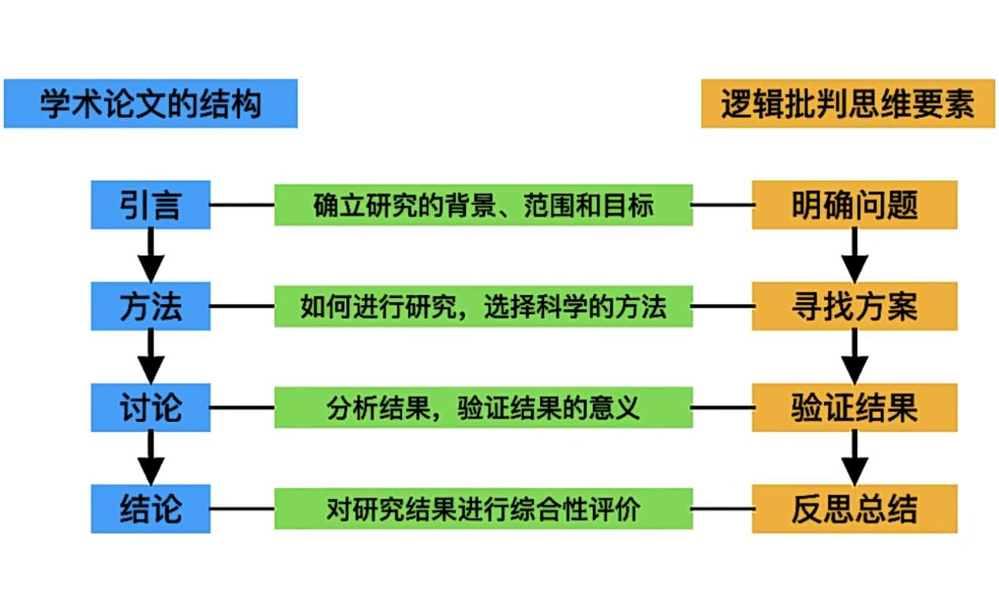 学术论文的结构
逻辑批判思维要素
引言
确立研究的背景、范围和目标
明确问题
方法
如何进行研究，选择科学的方法
寻找方案
讨论
分析结果，验证结果的意义
验证结果
结论
对研究结果进行综合性评价
反思总结